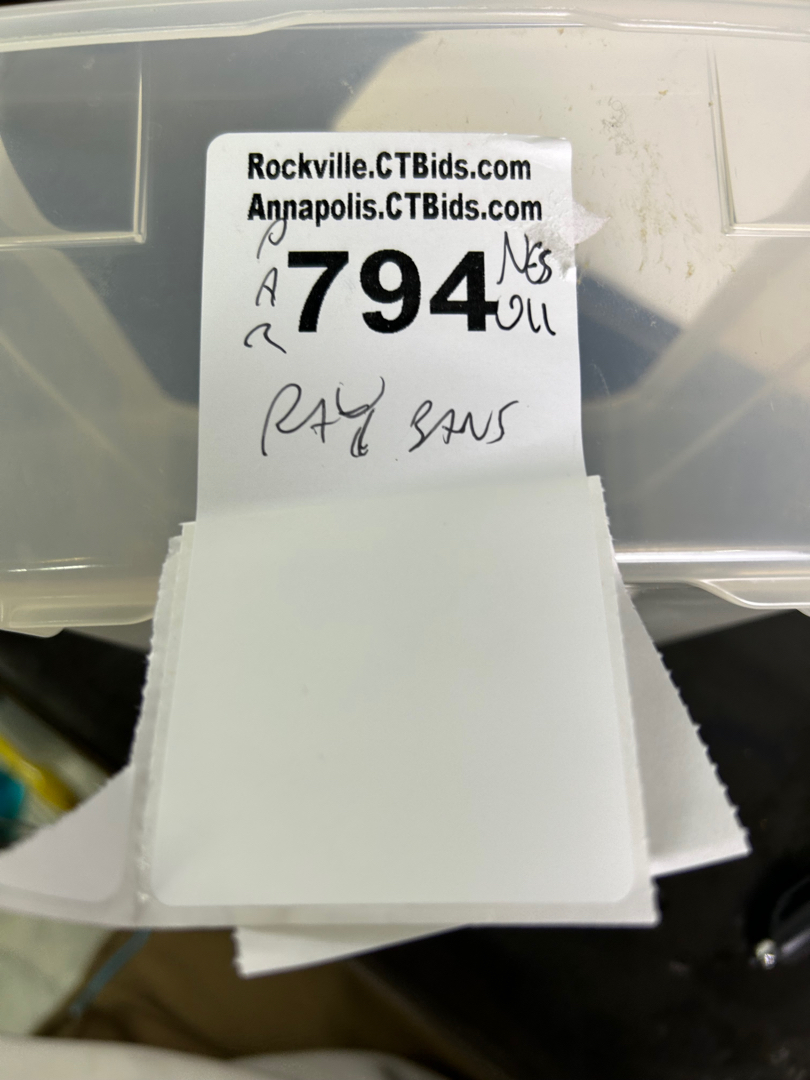 Rockville.CTBids.com
Annapolis.CTBids.com
794
RAY BANS